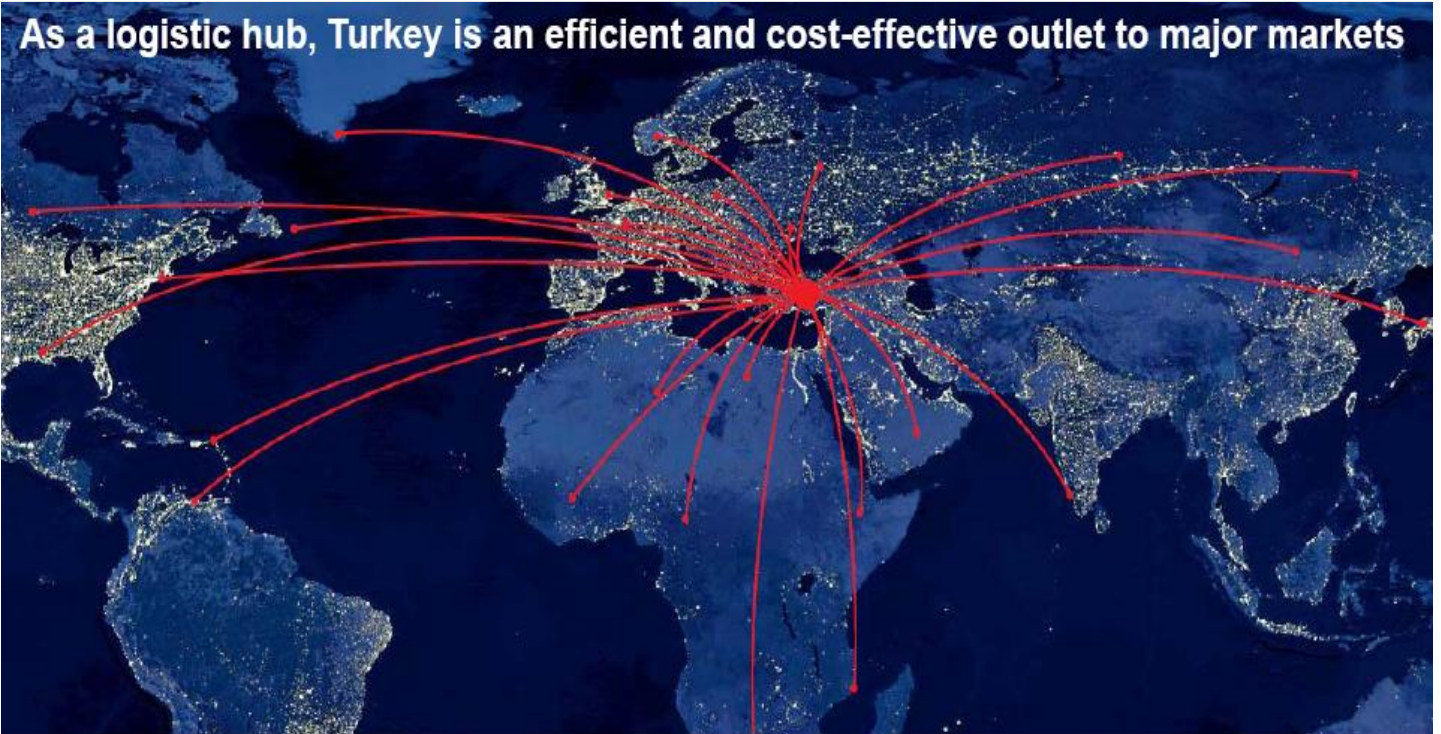 As a logistic hub, Turkey is an efficient and cost-effective outlet to major markets